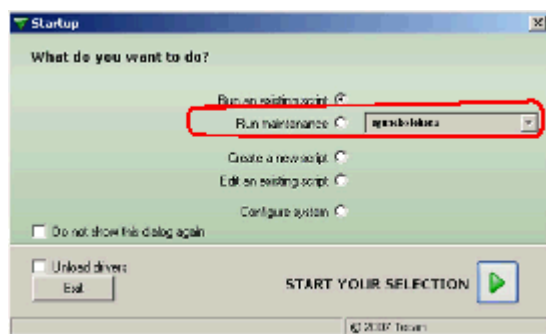 Startup
What do you want to do?
Run an existing script
Run maintenance
Create a new script
Edit an existing script
Configure system
Do not show this dialog again
Unload drivers
Exit
START YOUR SELECTION
© 2007 Tecan